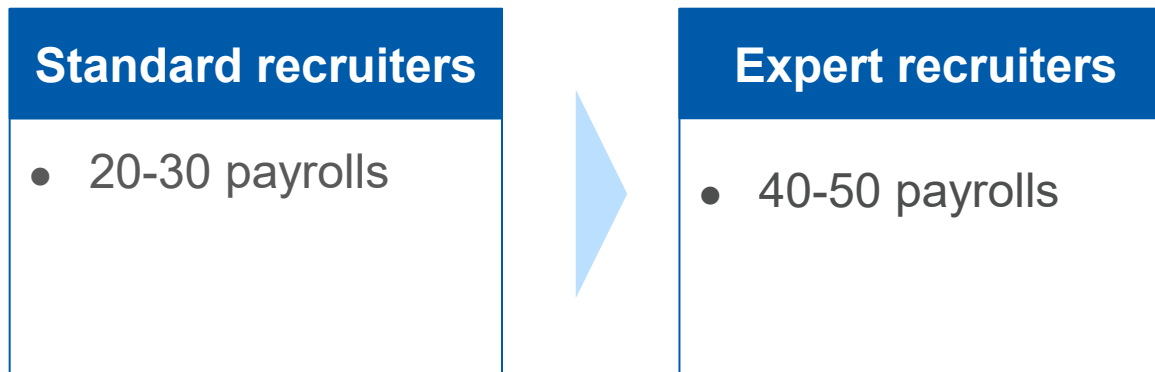 Standard recruiters
● 20-30 payrolls
Expert recruiters
● 40-50 payrolls